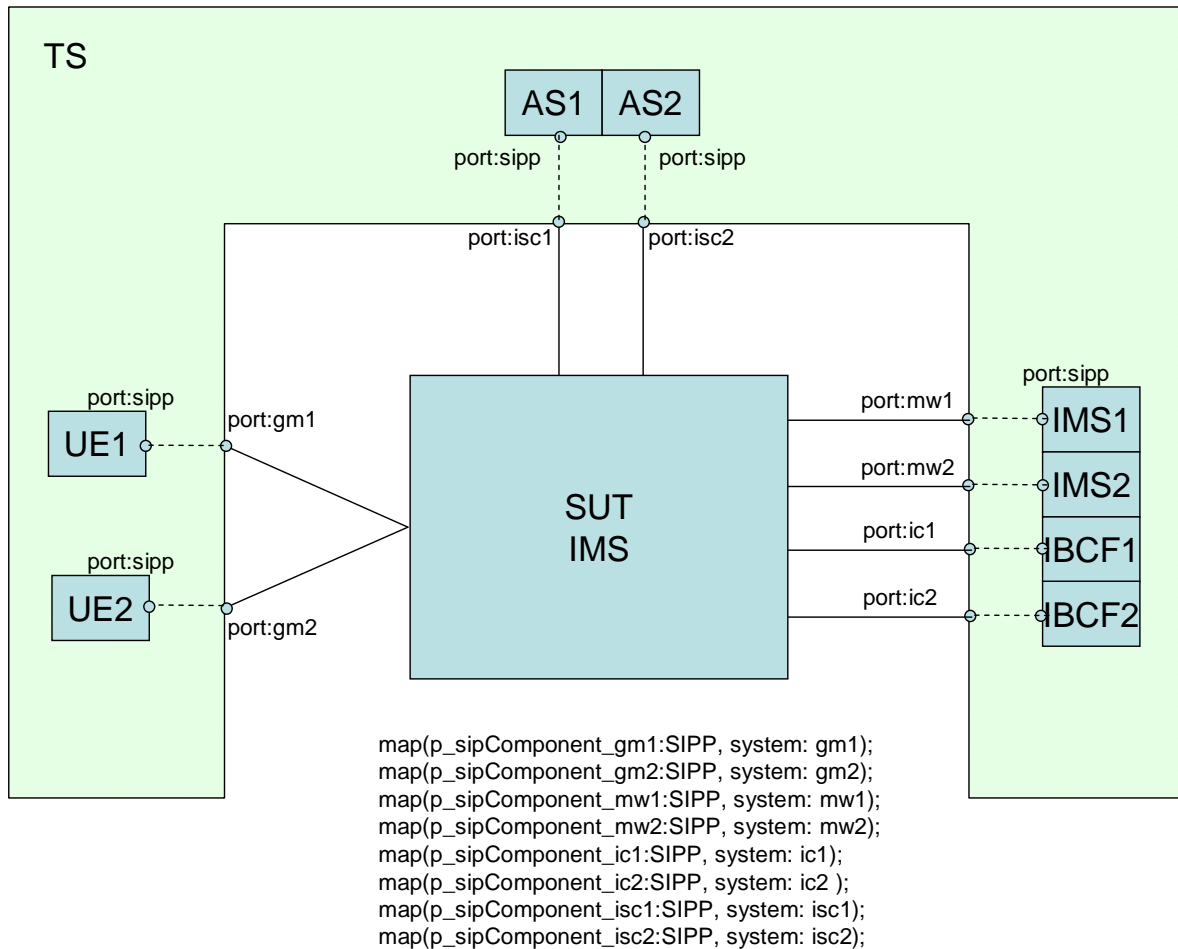 TS
AS1 AS2
port:sipp port:sipp
port:isc1 port:isc2
port:sipp
port:sipp port:mw1
port:gm1
UE1
IMS1
port:mw2
IMS2
SUT
IMS
port:ic1
IBCF1
port:sipp
port:ic2
UE2
IBCF2
port:gm2
map(p_sipComponent_gm1:SIPP, system: gm1);
map(p_sipComponent_gm2:SIPP, system: gm2);
map(p_sipComponent_mw1:SIPP, system: mw1);
map(p_sipComponent_mw2:SIPP, system: mw2);
map(p_sipComponent_ic1:SIPP, system: ic1);
map(p_sipComponent_ic2:SIPP, system: ic2 );
map(p_sipComponent_isc1:SIPP, system: isc1);
map(p_sipComponent_isc2:SIPP, system: isc2);